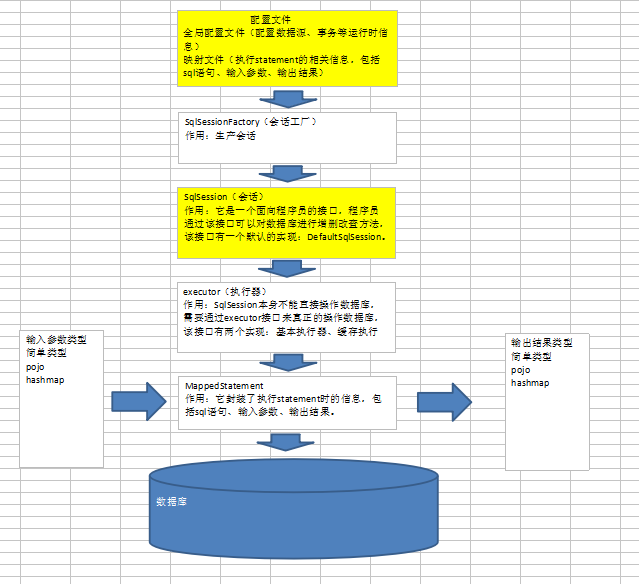 配置文件
全局配置文件（配置数据源、事务等运行时信
息）
映射文件（执行statement的相关信息，包括
sql语句、输入参数、输出结果）
SqlSessionFactory（会话工厂）
作用：生产会话
SqlSession（会话）
作用：它是一个面向程序员的接口，程序员
通过该接口可以对数据库进行增删改查方法。
该接口有一个默认的实现：DefaultSqlSession。
executor（执行器）
作用：SqlSession本身不能直接操作数据库，
需要通过executor接口来真正的操作数据库，
该接口有两个实现：基本执行器、缓存执行
输入参数类型
简单类型
pojo
hashmap
MappedStatement
作用：它封装了执行statement时的信息，包
括sql语句、输入参数、输出结果。
输出结果类型
简单类型
pojo
hashmap
数据库